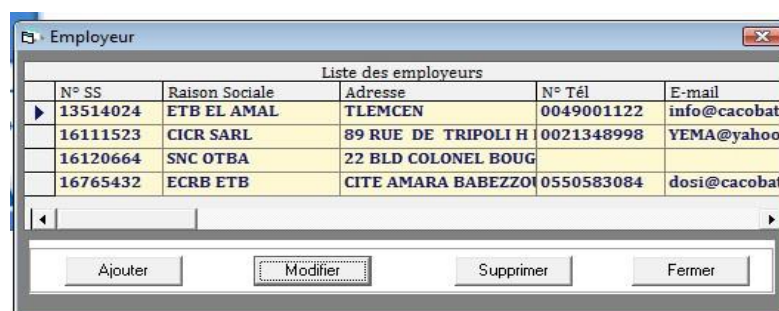 Employeur
Liste des employeurs
N° SS Raison Sociale Adresse N° Tél E-mail
13514024 ETB EL AMAL TLEMCEN 0049001122 info@cacobat
16111523 CICR SARL 89 RUE DE TRIPOLI H 0021348998 YEMA@yahoo
16120664 SNC OTBA 22 BLD COLONEL BOUG
16765432 ECRB ETB CITE AMARA BABEZZOU 0550583084 dosi@cacobat
Ajouter Modifier Supprimer Fermer